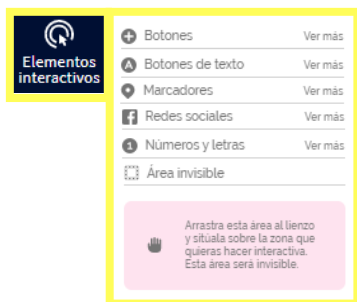 Elementos
interactivos
Botones Ver más
A Botones de texto Ver más
Marcadores Ver más
f Redes sociales Ver más
1 Números y letras Ver más
Área invisible
Arrastra esta área al lienzo
y sitúala sobre la zona que
quieras hacer interactiva.
Esta área será invisible.